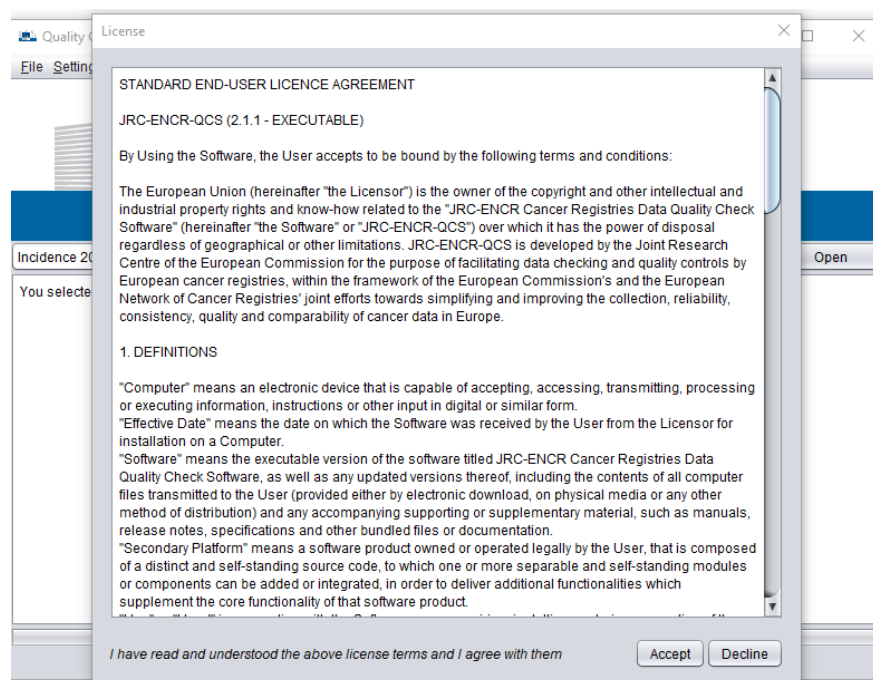 Quality
License
File Setting
STANDARD END-USER LICENCE AGREEMENT
JRC-ENCR-QCS (2.1.1 - EXECUTABLE)
By Using the Software, the User accepts to be bound by the following terms and conditions:
The European Union (hereinafter "the Licensor") is the owner of the copyright and other intellectual and
industrial property rights and know-how related to the "JRC-ENCR Cancer Registries Data Quality Check
Software" (hereinafter "the Software" or "JRC-ENCR-QCS") over which it has the power of disposal
regardless of geographical or other limitations. JRC-ENCR-QCS is developed by the Joint Research
Centre of the European Commission for the purpose of facilitating data checking and quality controls by
European cancer registries, within the framework of the European Commission's and the European
Network of Cancer Registries' joint efforts towards simplifying and improving the collection, reliability,
consistency, quality and comparability of cancer data in Europe.
Incidence 20
Open
You selecte
1. DEFINITIONS
"Computer" means an electronic device that is capable of accepting, accessing, transmitting, processing
or executing information, instructions or other input in digital or similar form.
"Effective Date" means the date on which the Software was received by the User from the Licensor for
installation on a Computer.
"Software" means the executable version of the software titled JRC-ENCR Cancer Registries Data
Quality Check Software, as well as any updated versions thereof, including the contents of all computer
files transmitted to the User (provided either by electronic download, on physical media or any other
method of distribution) and any accompanying supporting or supplementary material, such as manuals,
release notes, specifications and other bundled files or documentation.
"Secondary Platform" means a software product owned or operated legally by the User, that is composed
of a distinct and self-standing source code, to which one or more separable and self-standing modules
or components can be added or integrated, in order to deliver additional functionalities which
supplement the core functionality of that software product.
I have read and understood the above license terms and I agree with them
Accept
Decline